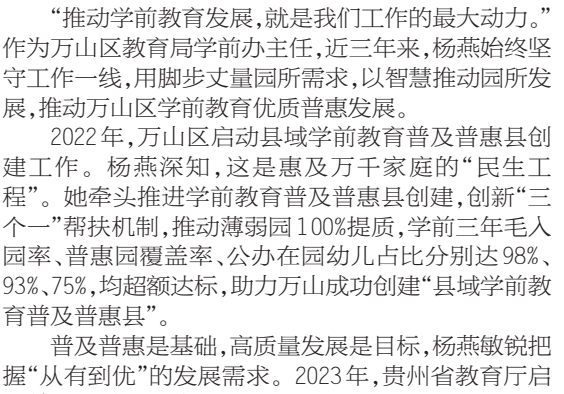 “推动学前教育发展,就是我们工作的最大动力。”
作为万山区教育局学前办主任,近三年来,杨燕始终坚
守工作一线,用脚步丈量园所需求,以智慧推动园所发
展,推动万山区学前教育优质普惠发展。
2022年,万山区启动县域学前教育普及普惠县创
建工作。杨燕深知,这是惠及万千家庭的“民生工
程”。她牵头推进学前教育普及普惠县创建,创新“三
个一”帮扶机制,推动薄弱园100%提质,学前三年毛入
园率、普惠园覆盖率、公办在园幼儿占比分别达98%、
93%、75%,均超额达标,助力万山成功创建“县域学前教
育普及普惠县”。
普及普惠是基础,高质量发展是目标,杨燕敏锐把
握“从有到优”的发展需求。2023年,贵州省教育厅启